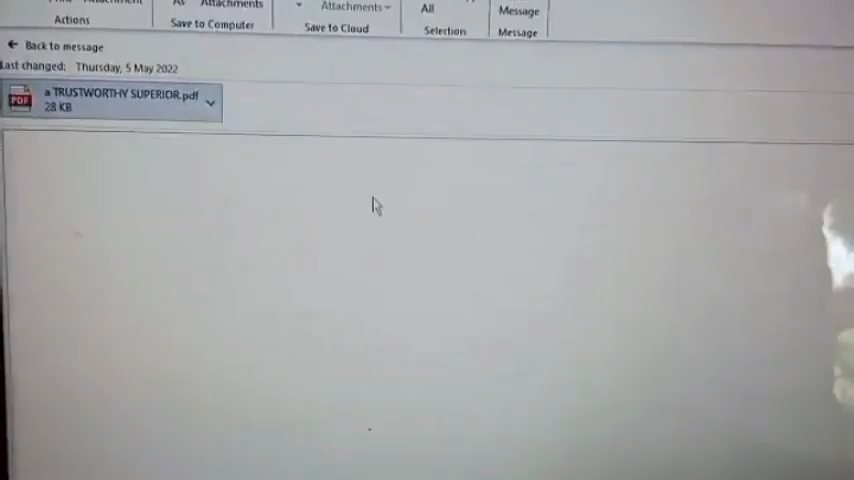 Attachments
Attachments
All
Message
Actions
Save to Computer
Save to Cloud
Selection
Message
Back to message
Last changed: Thursday, 5 May 2022
a TRUSTWORTHY SUPERIOR.pdf
PDF
28 KB